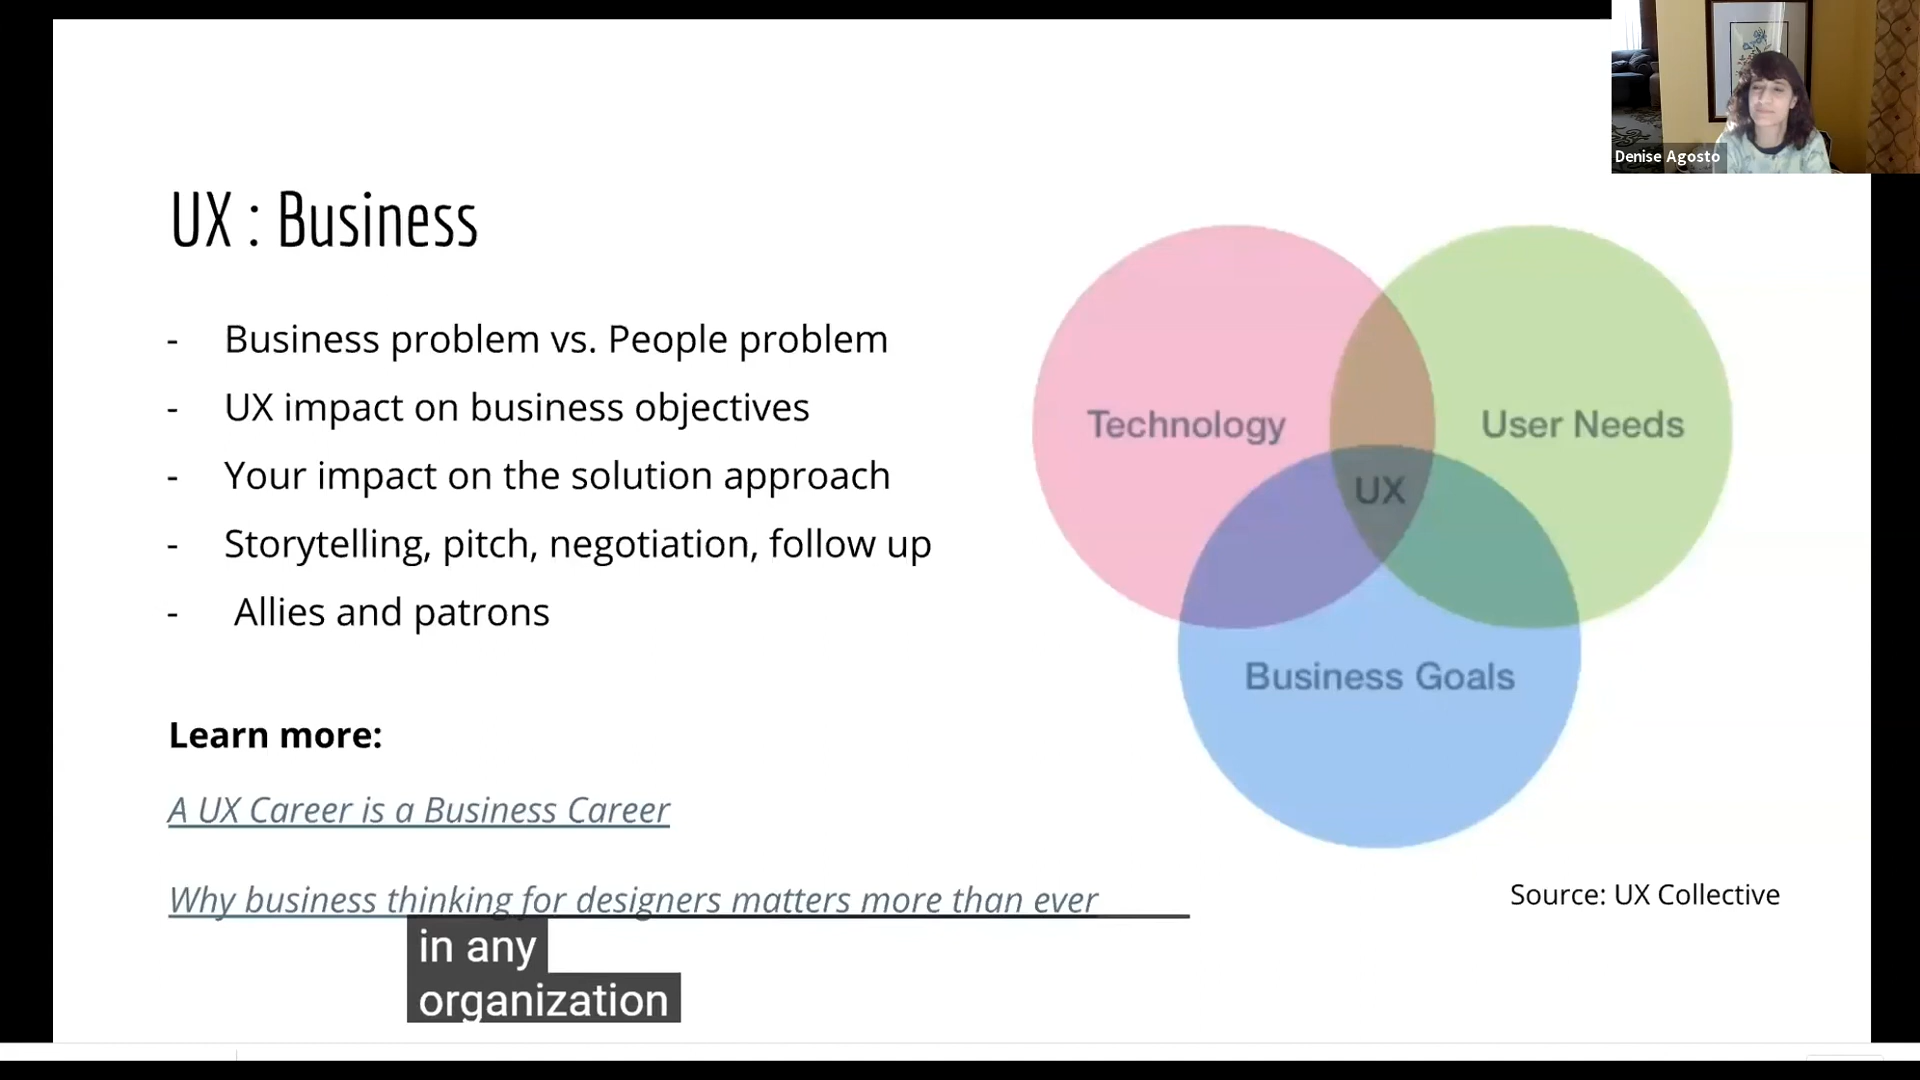 Denise Agosto
UX : Business
- Business problem vs. People problem
- UX impact on business objectives
- Your impact on the solution approach
- Storytelling, pitch, negotiation, follow up
- Allies and patrons
Learn more:
A UX Career is a Business Career
Why business thinking for designers matters more than ever
Technology
User Needs
UX
Business Goals
Source: UX Collective
in any
organization